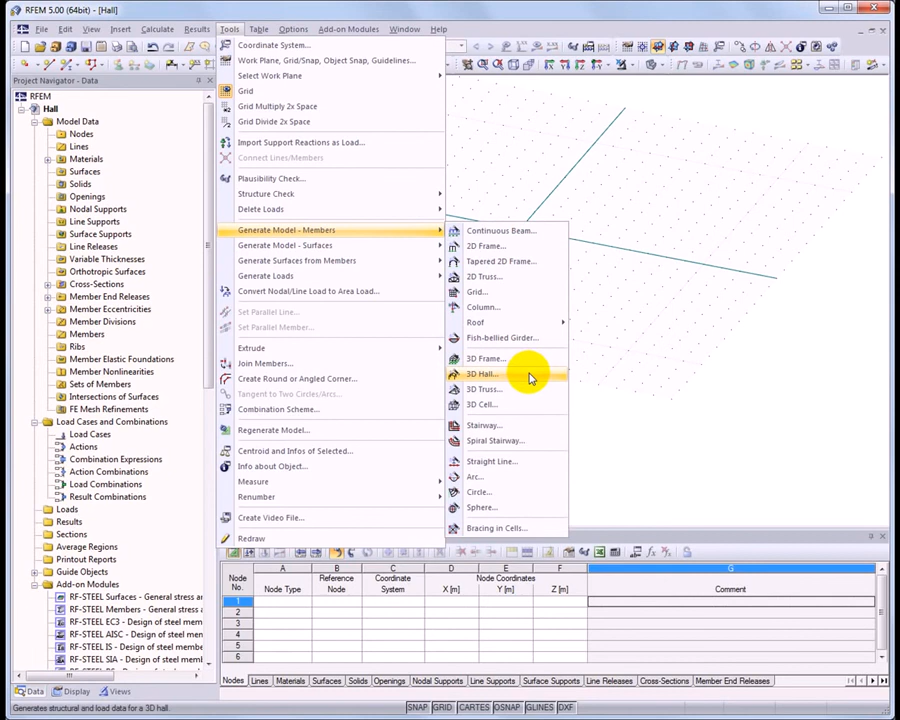 RFEM 5.00 (64bit) - [Hall]
File Edit View Insert Calculate Results Tools Table Options Add-on Modules Window Help
Project Navigator - Data
RFEM
Hall
Model Data
Nodes
Lines
Materials
Surfaces
Solids
Openings
Nodal Supports
Line Supports
Surface Supports
Line Releases
Variable Thicknesses
Orthotropic Surfaces
Cross-Sections
Member End Releases
Member Eccentricities
Member Divisions
Members
Ribs
Member Elastic Foundations
Member Nonlinearities
Sets of Members
Intersections of Surfaces
FE Mesh Refinements
Load Cases and Combinations
Load Cases
Actions
Combination Expressions
Action Combinations
Load Combinations
Result Combinations
Loads
Results
Sections
Average Regions
Printout Reports
Guide Objects
Add-on Modules
RF-STEEL Surfaces - General stress an
RF-STEEL Members - General stress a
RF-STEEL EC3 - Design of steel memb
RF-STEEL AISC - Design of steel mem
RF-STEEL IS - Design of steel membe
RF-STEEL SIA - Design of steel memb
Data Display Views
Coordinate System...
Work Plane, Grid/Snap, Object Snap, Guidelines...
Select Work Plane
Grid
Grid Multiply 2x Space
Grid Divide 2x Space
Import Support Reactions as Load...
Connect Lines/Members
Plausibility Check...
Structure Check
Delete Loads
Generate Model - Members
Generate Model - Surfaces
Generate Surfaces from Members
Generate Loads
Convert Nodal/Line Load to Area Load...
Set Parallel Line...
Set Parallel Member...
Extrude
Join Members...
Create Round or Angled Corner...
Tangent to Two Circles/Arcs...
Combination Scheme...
Regenerate Model...
Centroid and Infos of Selected...
Info about Object...
Measure
Renumber
Create Video File...
Redraw
Continuous Beam...
2D Frame...
Tapered 2D Frame...
2D Truss...
Grid...
Column...
Roof
Fish-bellied Girder...
3D Frame...
3D Hall...
3D Truss...
3D Cell...
Stairway...
Spiral Stairway...
Straight Line...
Arc...
Circle...
Sphere...
Bracing in Cells...
A B C D E F G
Node Reference Coordinate Node Coordinates
No. Node Type Node System X [m] Y [m] Z [m] Comment
1
2
3
4
5
6
Nodes Lines Materials Surfaces Solids Openings Nodal Supports Line Supports Surface Supports Line Releases Cross-Sections Member End Releases
Generates structural and load data for a 3D hall.
SNAP GRID CARTES OSNAP GLINES DXF